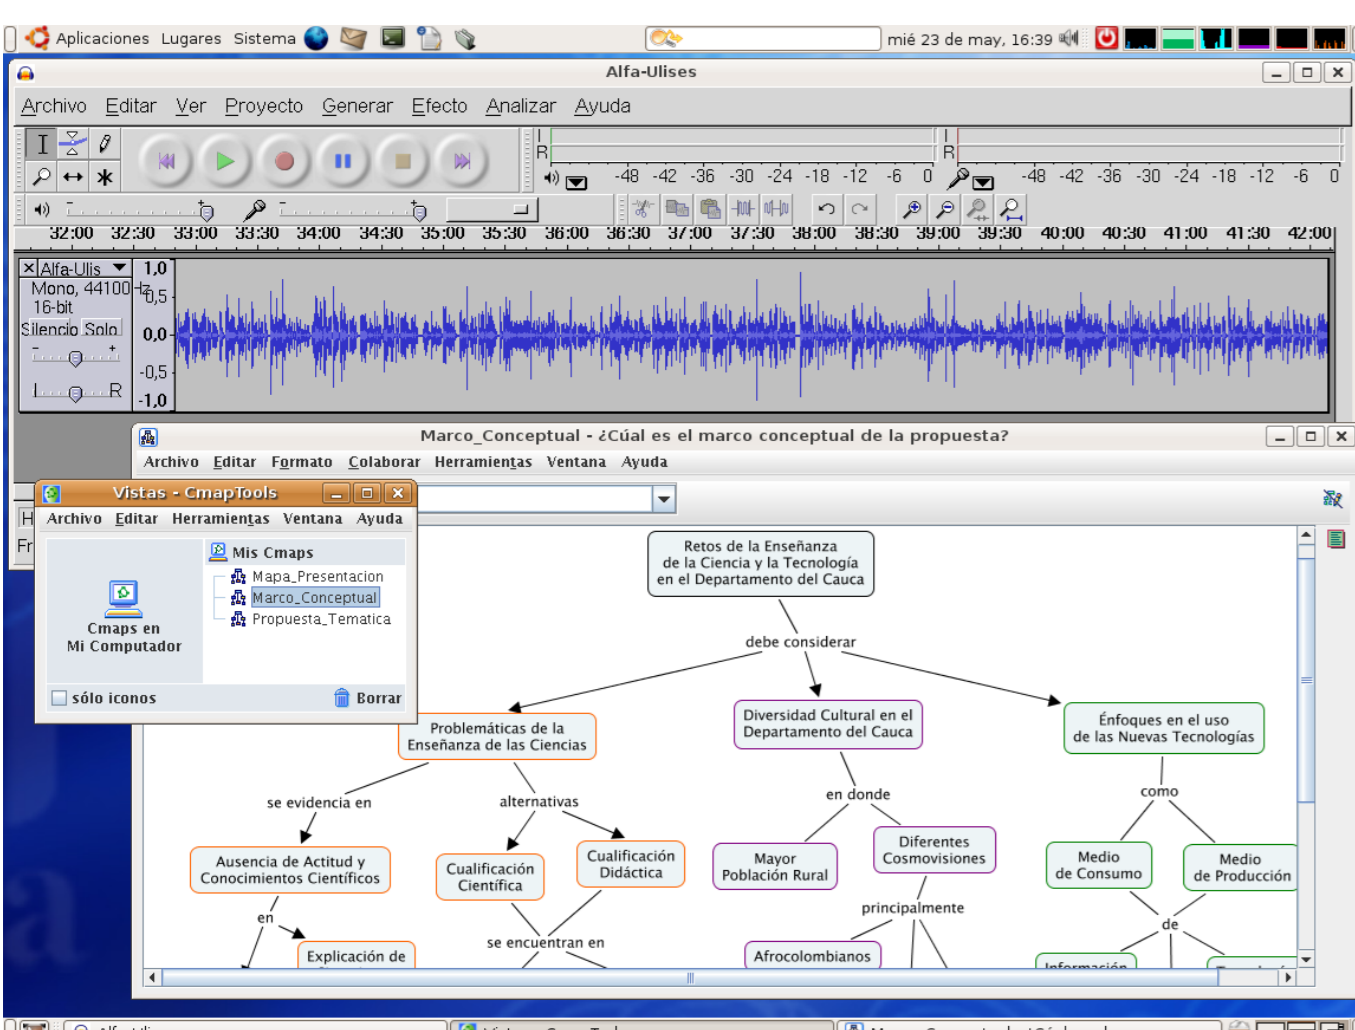 Aplicaciones Lugares Sistema
mié 23 de may, 16:39
Alfa-Ulises
Archivo Editar Ver Proyecto Generar Efecto Analizar Ayuda
I
R
-48 -42 -36 -30 -24 -18 -12 -6 0
I
R
-48 -42 -36 -30 -24 -18 -12 -6 0
32:00 32:30 33:00 33:30 34:00 34:30 35:00 35:30 36:00 36:30 37:00 37:30 38:00 38:30 39:00 39:30 40:00 40:30 41:00 41:30 42:00
Alfa-Ulis
Mono, 44100Hz
16-bit
Silencio Solo
- +
I R
1,0
0,5
0,0
-0,5
-1,0
Marco_Conceptual - ¿Cúal es el marco conceptual de la propuesta?
Archivo Editar Formato Colaborar Herramientas Ventana Ayuda
Vistas - CmapTools
Archivo Editar Herramientas Ventana Ayuda
Cmaps en
Mi Computador
Mis Cmaps
Mapa_Presentacion
Marco_Conceptual
Propuesta_Tematica
sólo iconos
Borrar
Retos de la Enseñanza
de la Ciencia y la Tecnología
en el Departamento del Cauca
debe considerar
Problemáticas de la
Enseñanza de las Ciencias
Diversidad Cultural en el
Departamento del Cauca
Énfoques en el uso
de las Nuevas Tecnologías
se evidencia en
alternativas
en donde
como
Ausencia de Actitud y
Conocimientos Científicos
Cualificación
Científica
Cualificación
Didáctica
Mayor
Población Rural
Diferentes
Cosmovisiones
Medio
de Consumo
Medio
de Producción
en
se encuentran en
principalmente
de
Explicación de
Afrocolombianos
Información